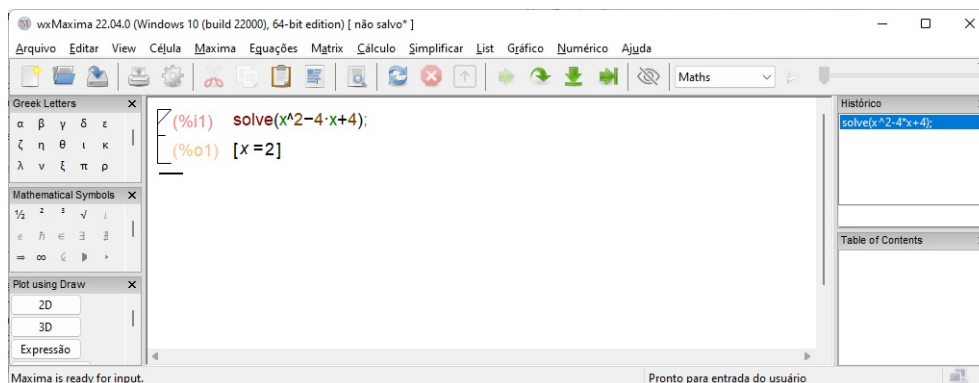 wxMaxima 22.04.0 (Windows 10 (build 22000), 64-bit edition) [ não salvo* ]
Arquivo Editar View Célula Maxima Equações Matrix Cálculo Simplificar List Gráfico Numérico Ajuda
Maths
Greek Letters
α β γ δ ε
ζ η θ ι κ
λ ν ξ π ρ
Mathematical Symbols
½ ² ³ √ i
ϵ ℏ ∈ ∃ ∄
⇒ ∞
Plot using Draw
2D
3D
Expressão
(%i1) solve(x^2−4·x+4);
(%o1) [x=2]
Histórico
solve(x^2-4*x+4);
Table of Contents
Maxima is ready for input.
Pronto para entrada do usuário